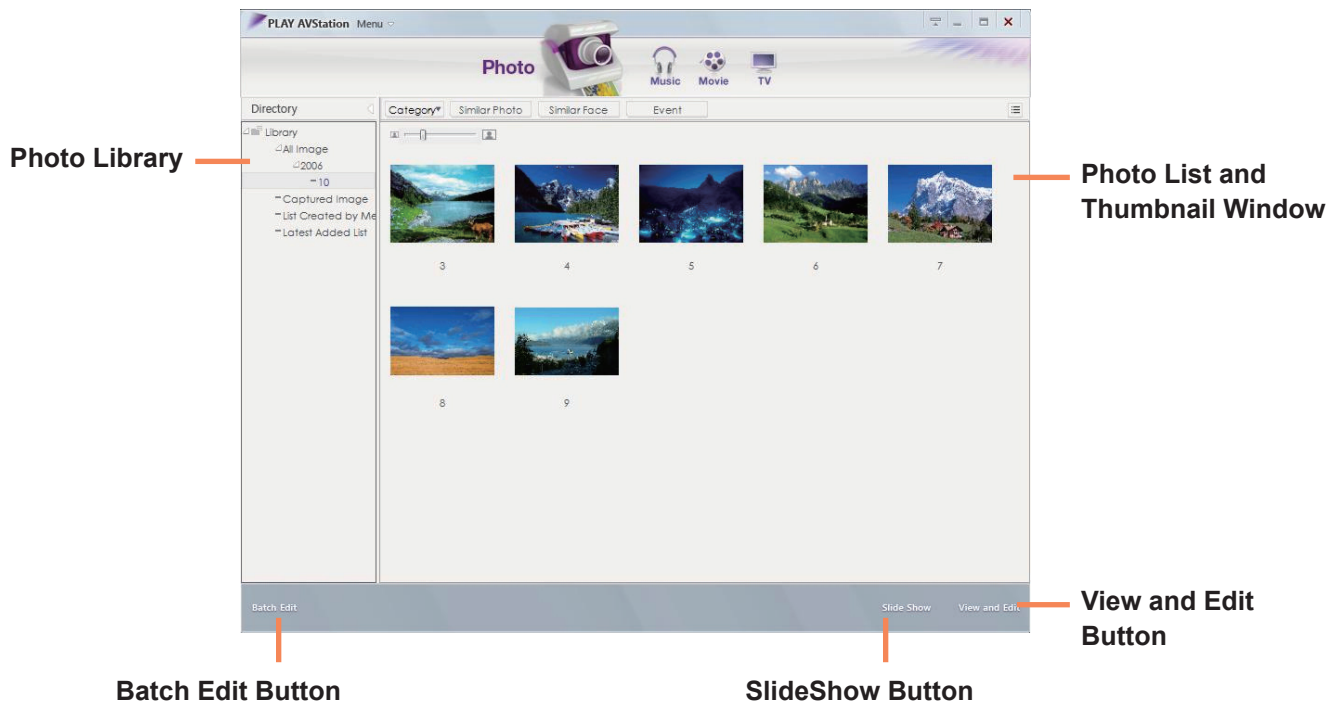 PLAY AVStation Menu
Photo
Music
Movie
TV
Directory
Category
Similar Photo
Similar Face
Event
Library
All Image
2006
10
Captured Image
List Created by Me
Latest Added List
3
4
5
6
7
8
9
Batch Edit
Slide Show
View and Edit
Photo Library
Photo List and
Thumbnail Window
View and Edit
Button
Batch Edit Button
SlideShow Button